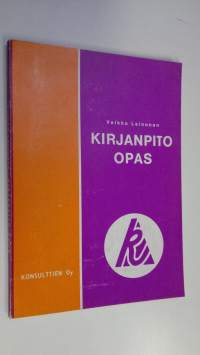 Veikko Leinonen
KIRJANPITO
OPAS
KONSULTTIEN Oy